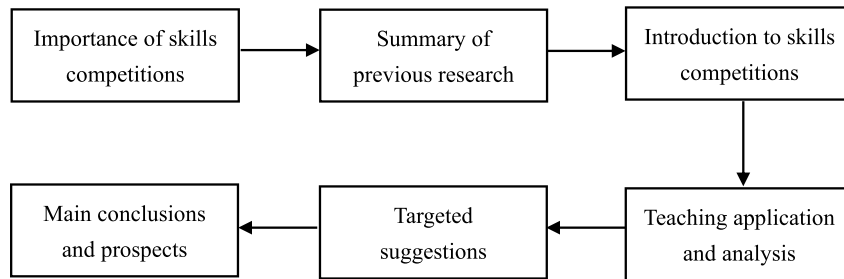 Importance of skills
competitions
Summary of
previous research
Introduction to skills
competitions
Teaching application
and analysis
Targeted
suggestions
Main conclusions
and prospects